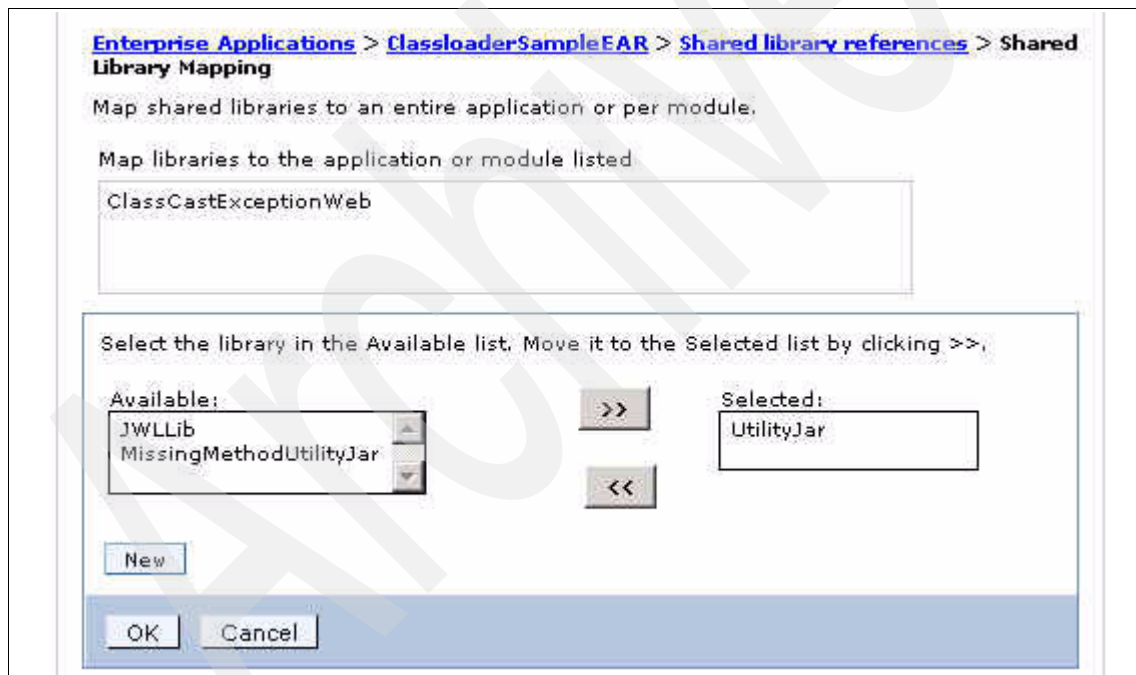 Enterprise Applications > ClassloaderSampleEAR > Shared library references > Shared
Library Mapping
Map shared libraries to an entire application or per module.
Map libraries to the application or module listed
ClassCastExceptionWeb
Select the library in the Available list. Move it to the Selected list by clicking >>.
Available:
JWLLib
MissingMethodUtilityJar
>>
<<
Selected:
UtilityJar
New
OK Cancel